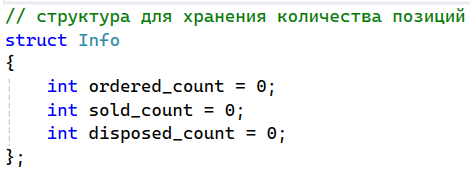 // структура для хранения количества позиций
struct Info
{
    int ordered_count = 0;
    int sold_count = 0;
    int disposed_count = 0;
};